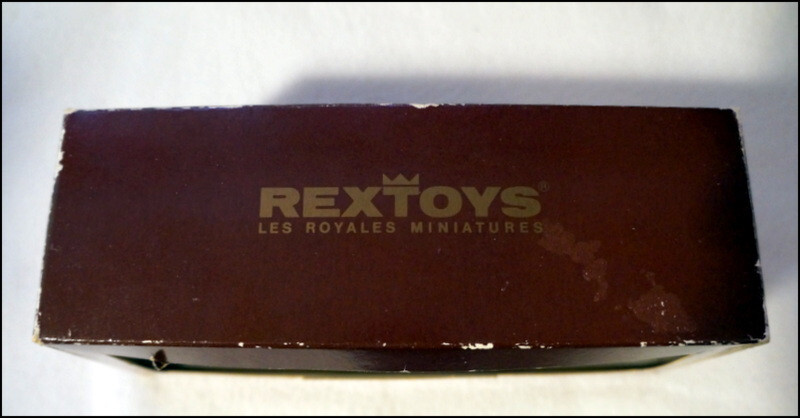 REXTOYS®
LES ROYALES MINIATURES